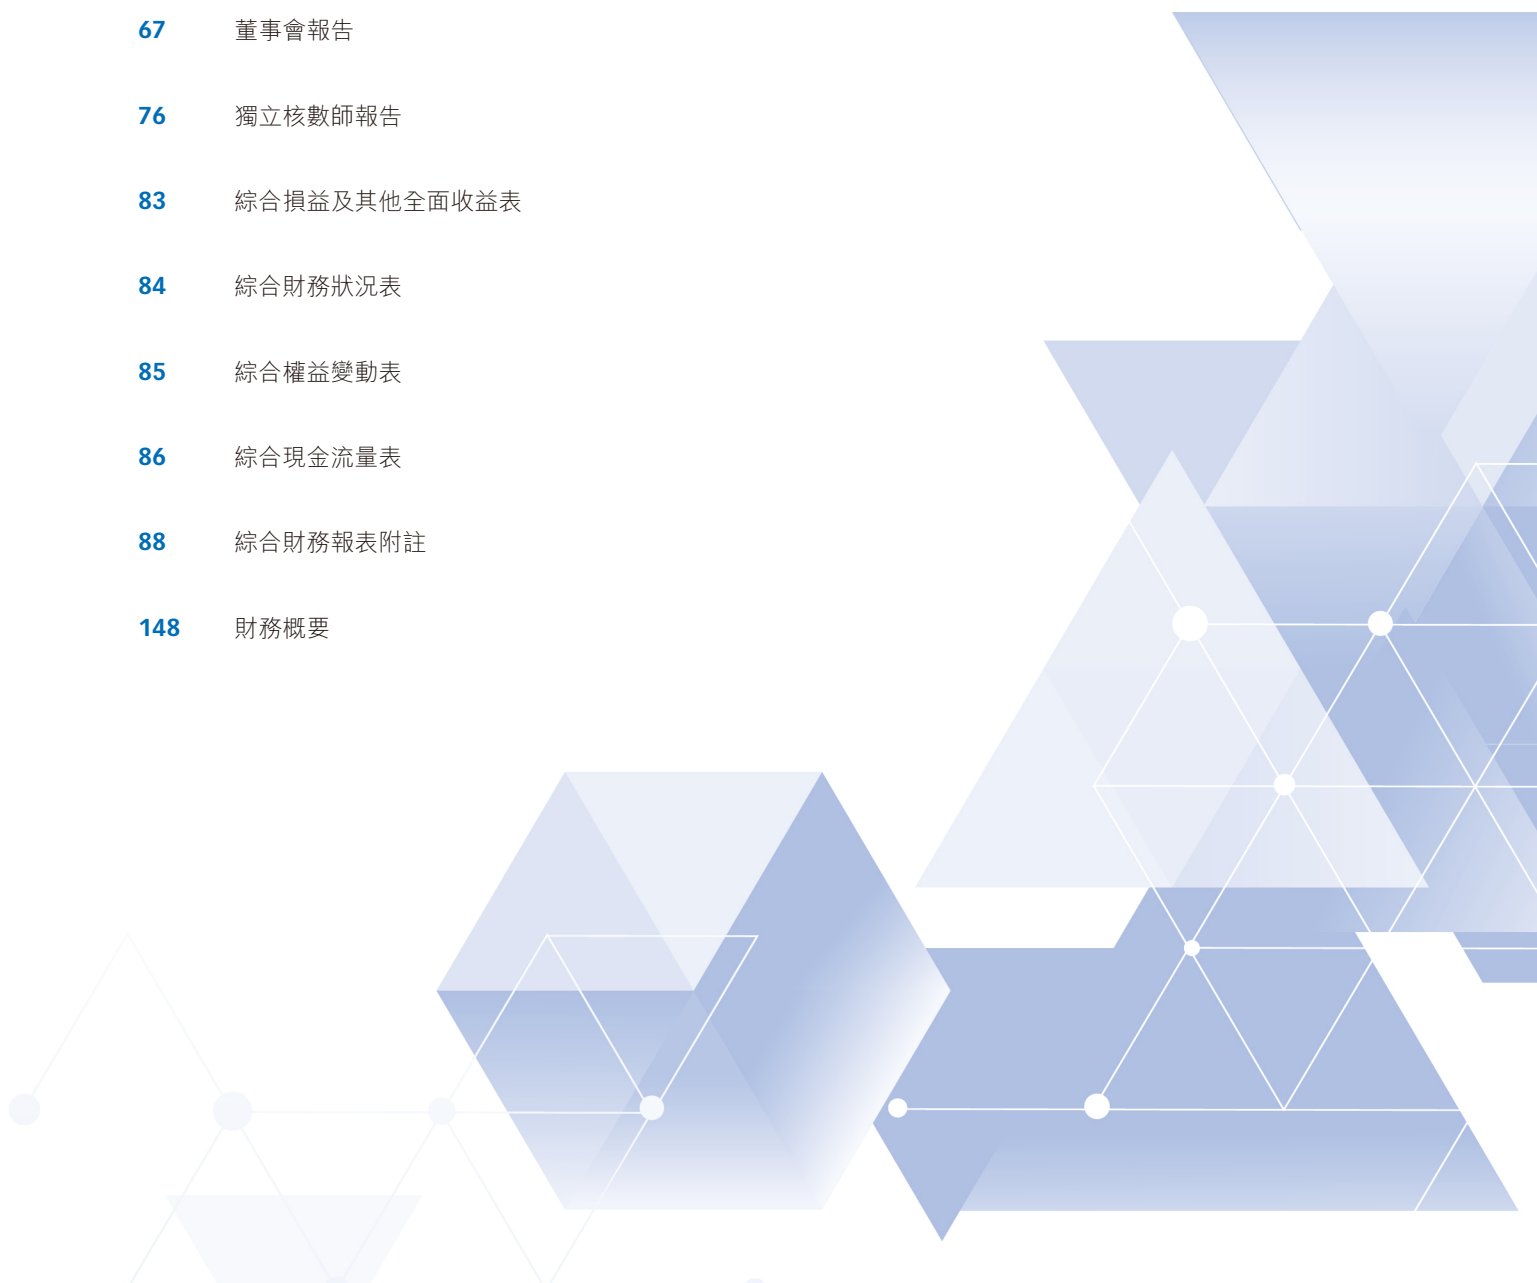 67 董事會報告
76 獨立核數師報告
83 綜合損益及其他全面收益表
84 綜合財務狀況表
85 綜合權益變動表
86 綜合現金流量表
88 綜合財務報表附註
148 財務概要